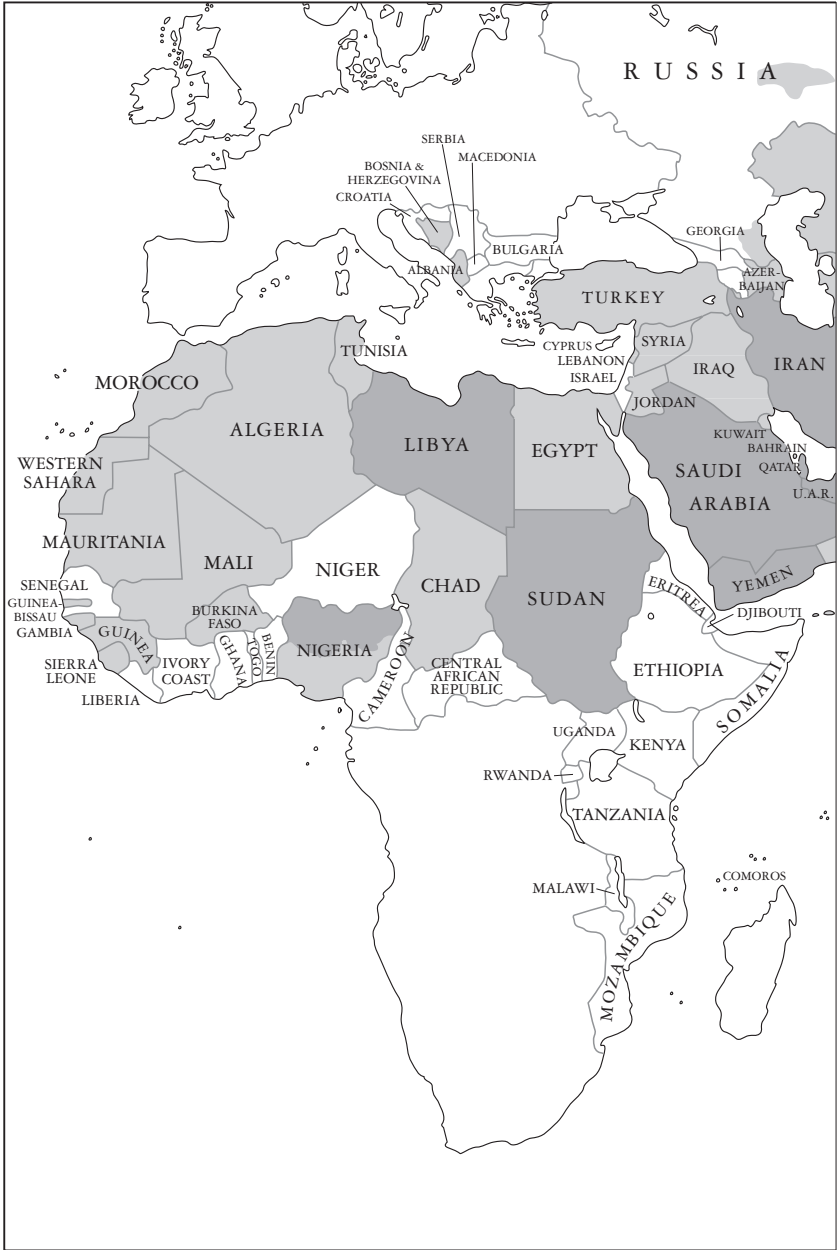 RUSSIA
SERBIA
MACEDONIA
BOSNIA &
HERZEGOVINA
CROATIA
GEORGIA
BULGARIA
ALBANIA
AZER-
BAIJAN
TURKEY
CYPRUS
SYRIA
TUNISIA
LEBANON
ISRAEL
IRAQ
IRAN
MOROCCO
JORDAN
ALGERIA
LIBYA
EGYPT
KUWAIT
BAHRAIN
QATAR
SAUDI
ARABIA
U.A.R.
WESTERN
SAHARA
MAURITANIA
MALI
NIGER
CHAD
SUDAN
YEMEN
ERITREA
DJIBOUTI
SENEGAL
GUINEA-
BISSAU
GAMBIA
GUINEA
BURKINA
FASO
SIERRA
LEONE
LIBERIA
IVORY
COAST
GHANA
TOGO
BENIN
NIGERIA
CAMEROON
CENTRAL
AFRICAN
REPUBLIC
ETHIOPIA
SOMALIA
UGANDA
KENYA
RWANDA
TANZANIA
MALAWI
COMOROS
MOZAMBIQUE